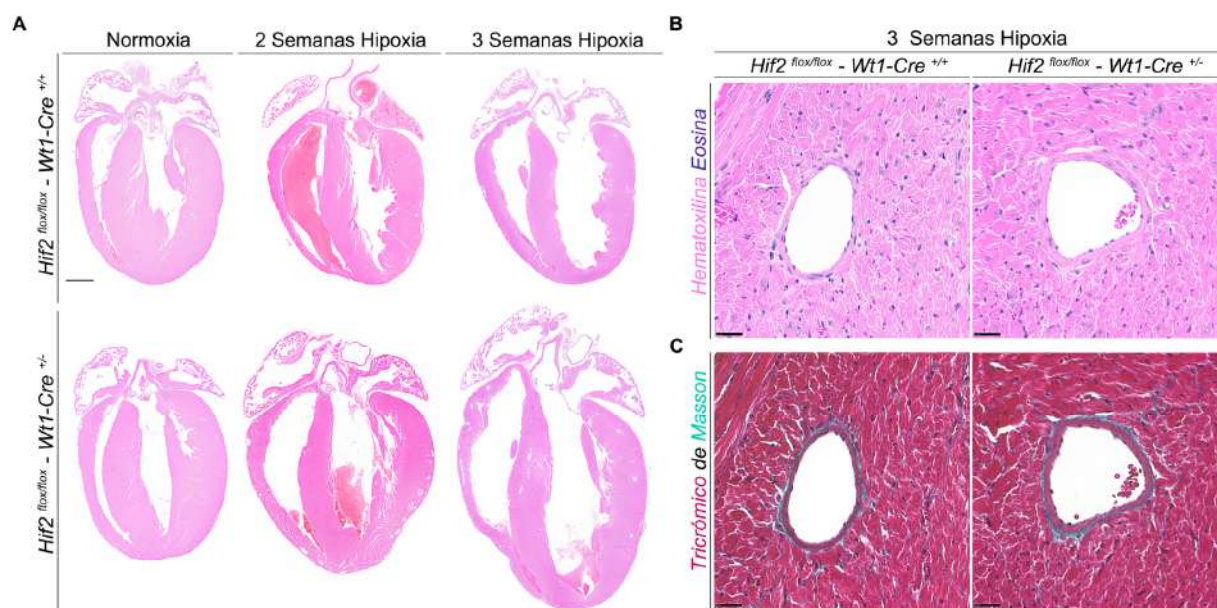 A
Normoxia
2 Semanas Hipoxia
3 Semanas Hipoxia
Hif2 flox/flox - Wt1-Cre +/+
Hif2 flox/flox - Wt1-Cre +/-
B
3 Semanas Hipoxia
Hif2 flox/flox - Wt1-Cre +/+
Hif2 flox/flox - Wt1-Cre +/-
Hematoxilina Eosina
C
Tricrómico de Masson